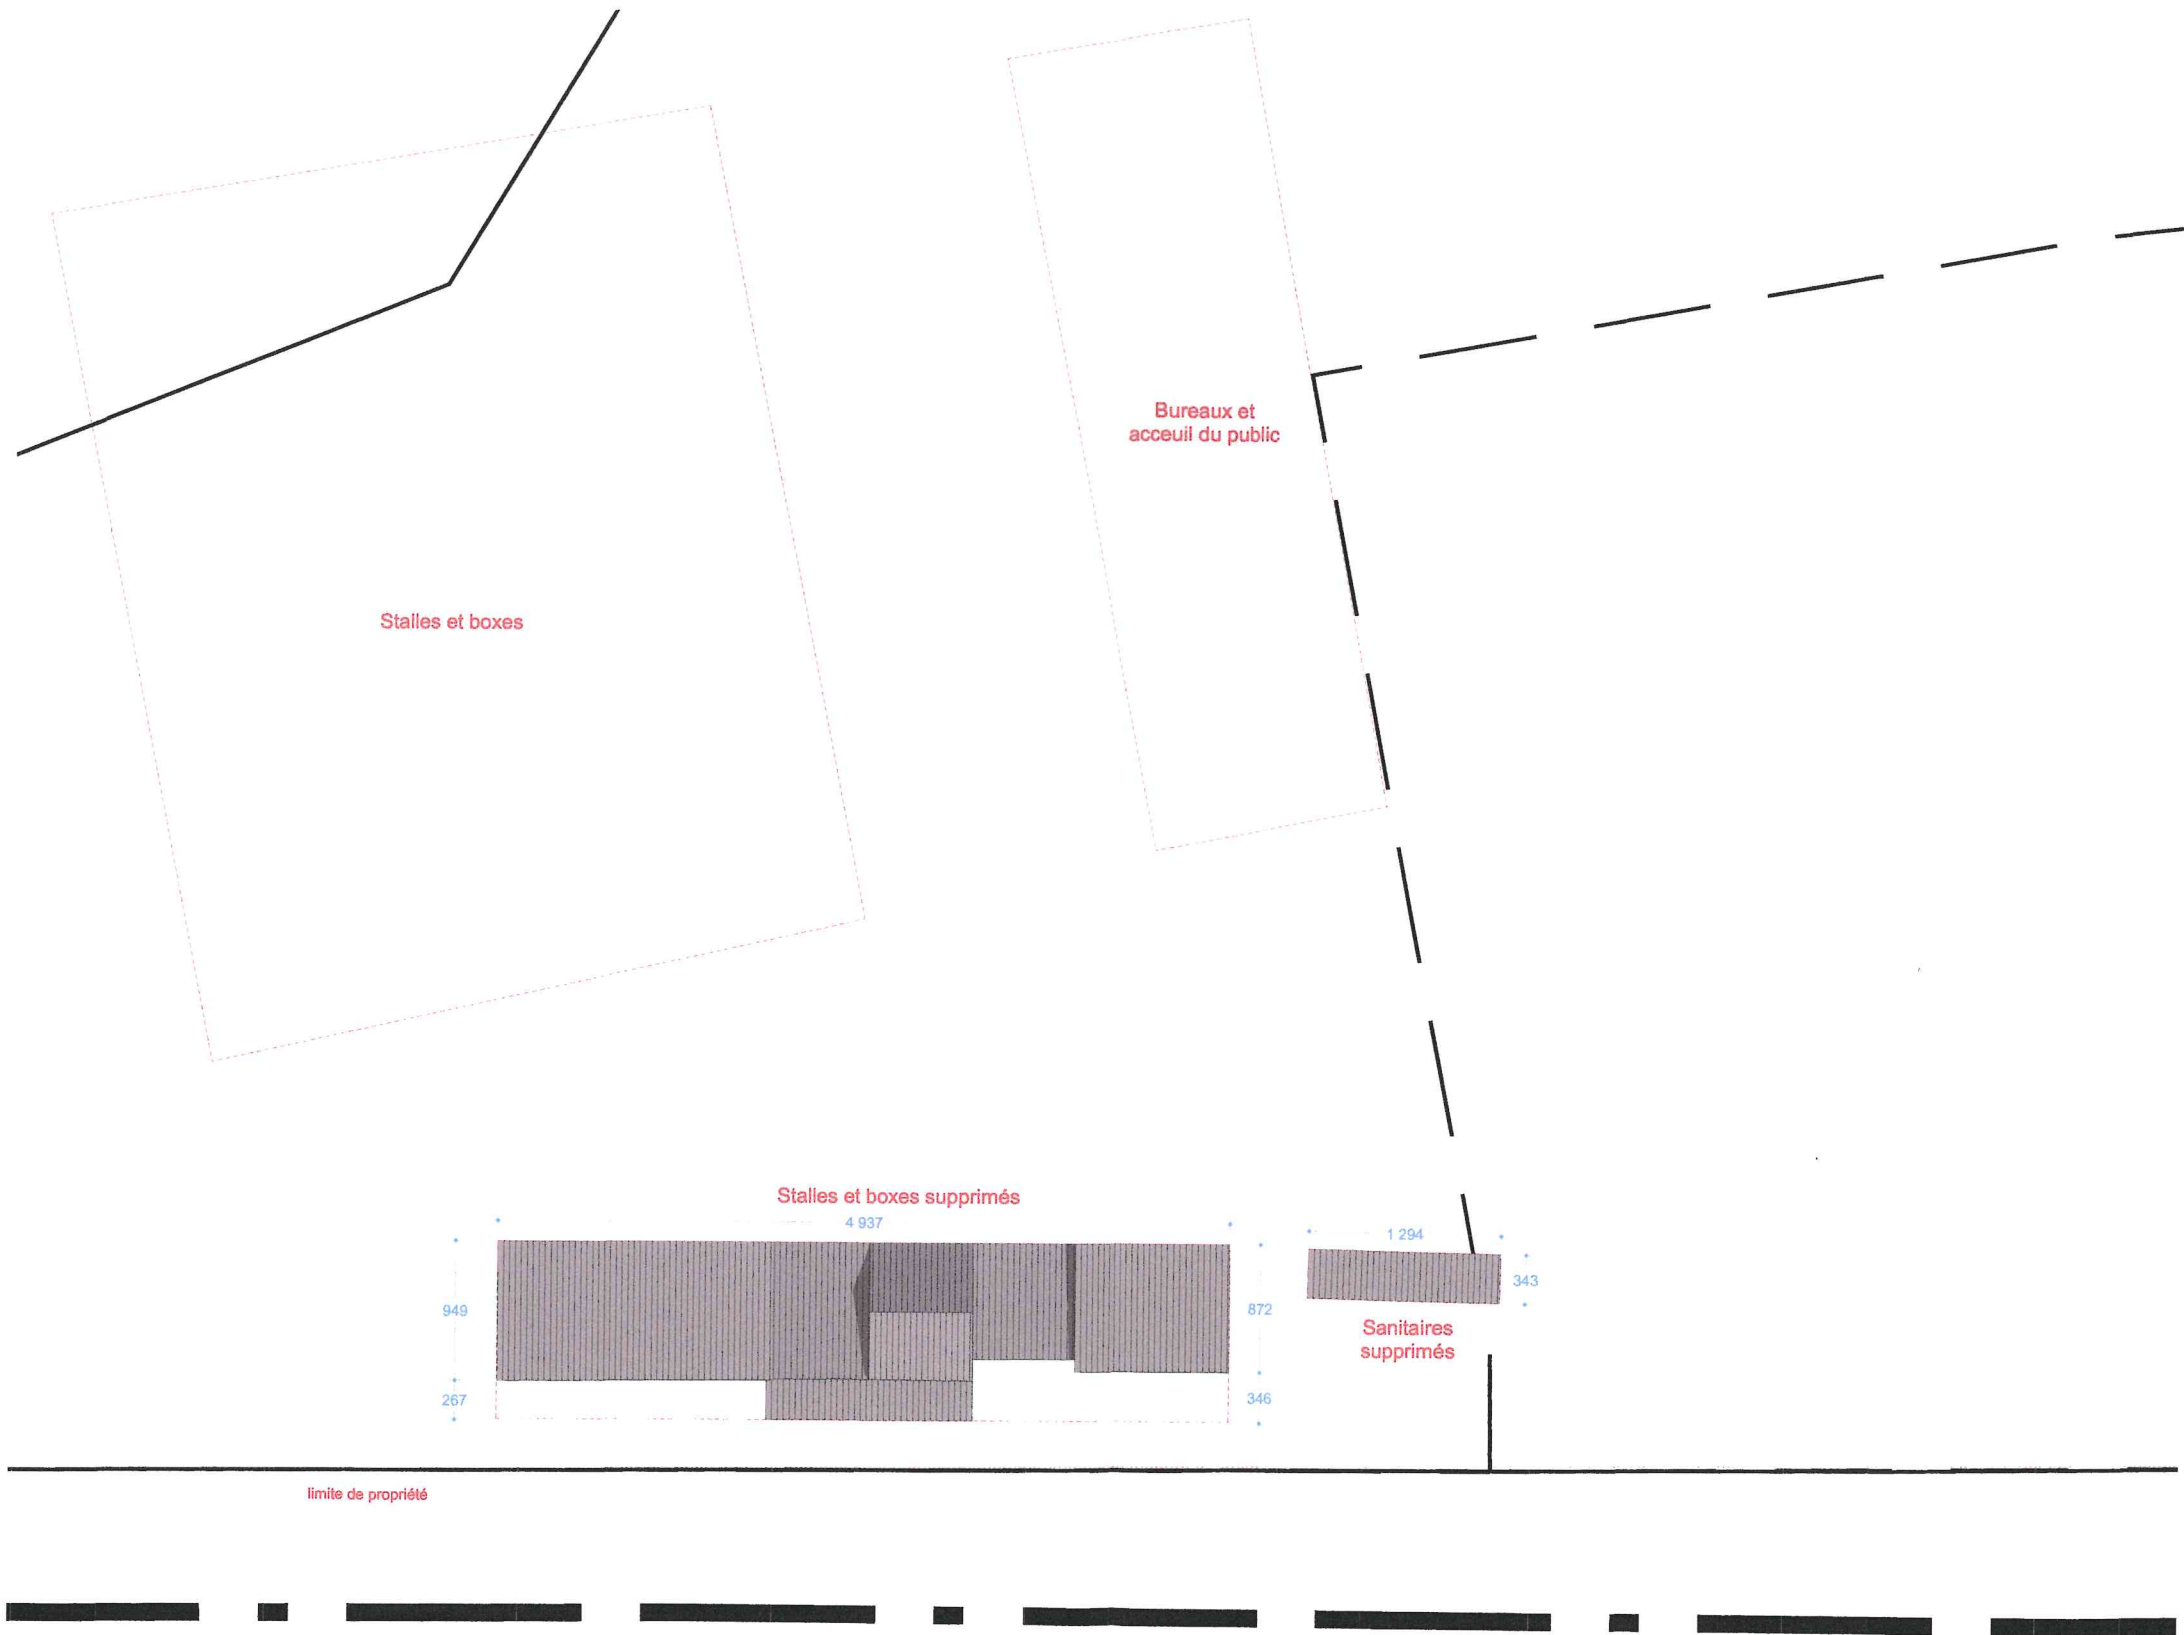 Bureaux et
acceuil du public
Stalles et boxes
Stalles et boxes supprimés
4 937
1 294
949
872
343
Sanitaires
supprimés
267
346
limite de propriété